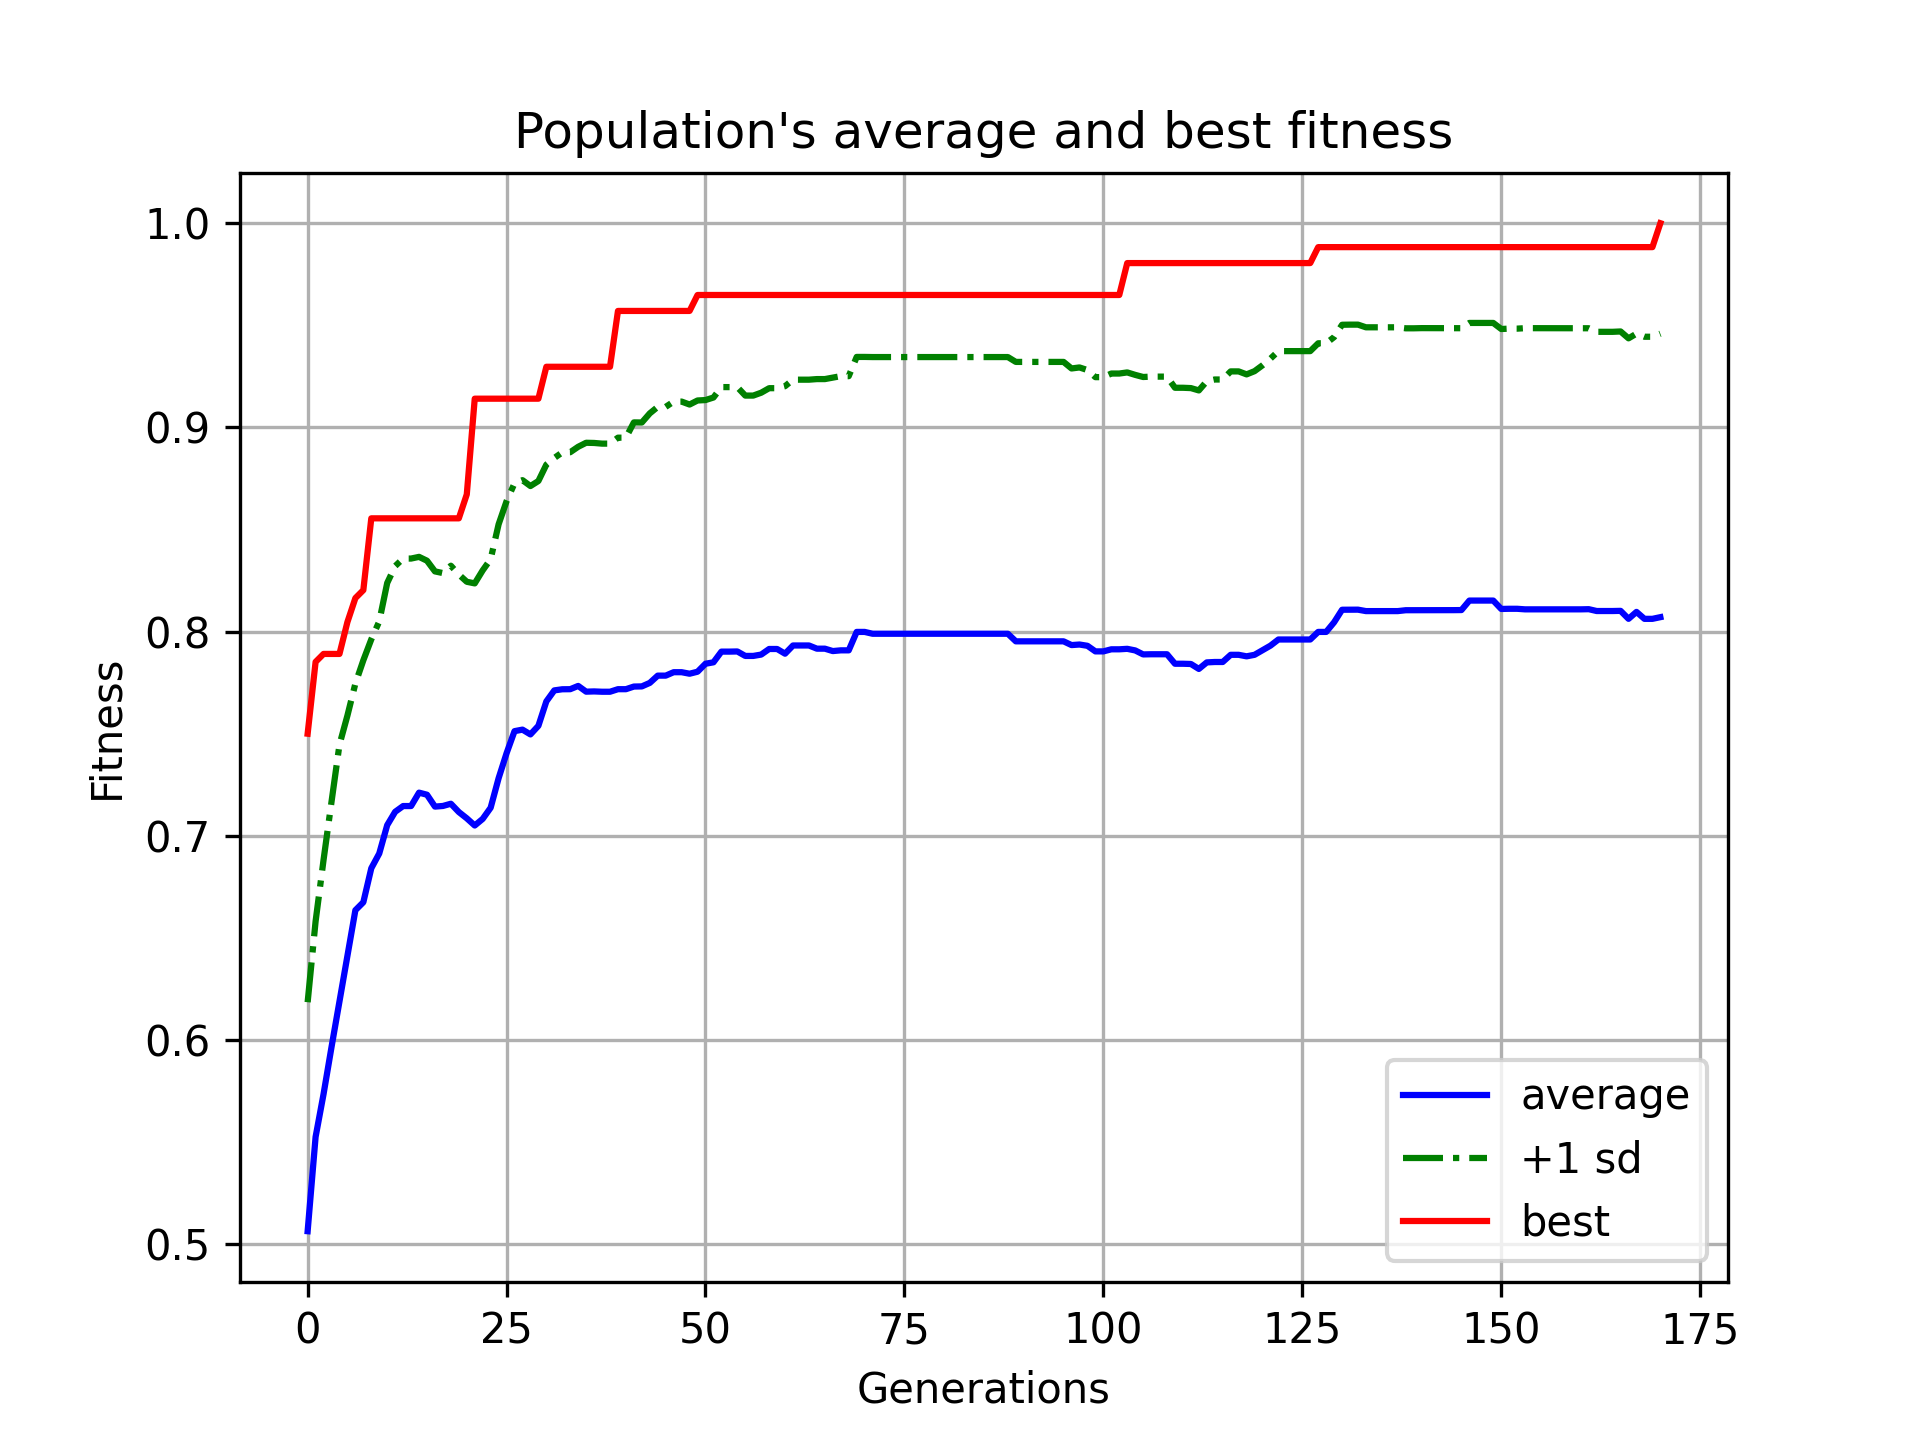 Population's average and best fitness
Fitness
1.0
0.9
0.8
0.7
0.6
0.5
0 25 50 75 100 125 150 175
Generations
average
+1 sd
best